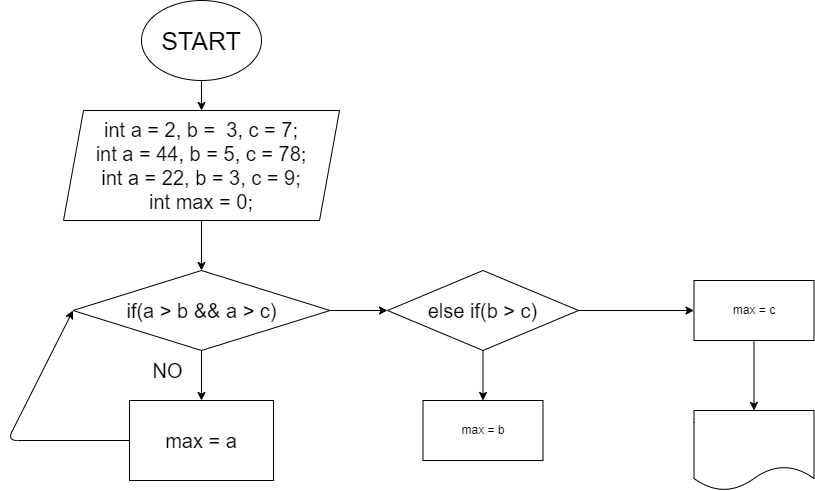 START
int a = 2, b =  3, c = 7;
int a = 44, b = 5, c = 78;
int a = 22, b = 3, c = 9;
int max = 0;
if(a > b && a > c)
else if(b > c)
max = c
NO
max = a
max = b